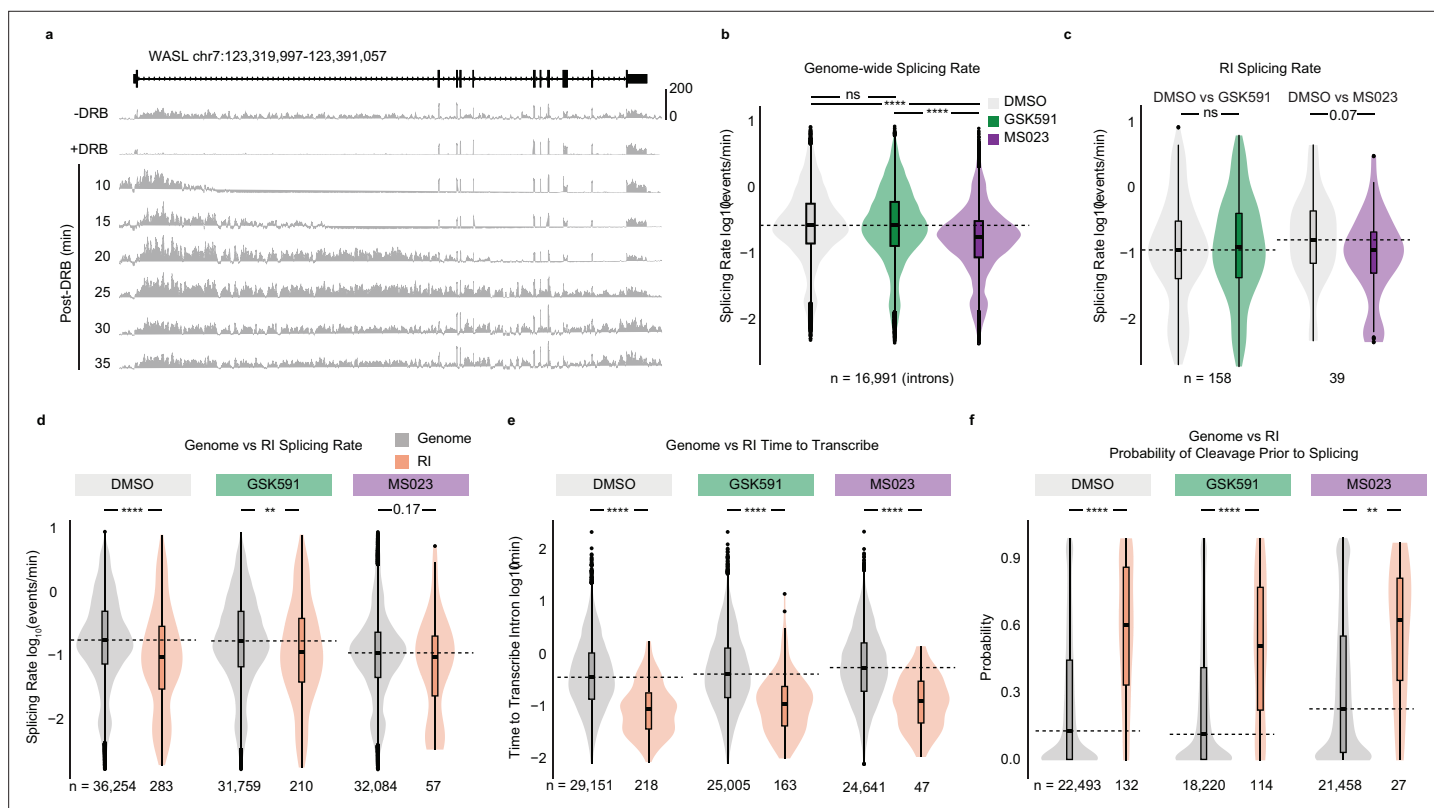 a
WASL chr7:123,319,997-123,391,057
200
0
-DRB
+DRB
Post-DRB (min)
10
15
20
25
30
35
b
Genome-wide Splicing Rate
ns
****
****
DMSO
GSK591
MS023
Splicing Rate log10(events/min)
1
0
−1
−2
n = 16,991 (introns)
c
RI Splicing Rate
DMSO vs GSK591 DMSO vs MS023
ns 0.07
Splicing Rate log10(events/min)
1
0
−1
−2
n = 158 39
d
Genome vs RI Splicing Rate
Genome
RI
DMSO GSK591 MS023
**** ** 0.17
Splicing Rate log10(events/min)
1
0
−1
−2
n = 36,254 283 31,759 210 32,084 57
e
Genome vs RI Time to Transcribe
DMSO GSK591 MS023
**** **** ****
Time to Transcribe Intron log10(min)
2
1
−0
−1
−2
n = 29,151 218 25,005 163 24,641 47
f
Genome vs RI
Probability of Cleavage Prior to Splicing
DMSO GSK591 MS023
**** **** **
Probability
0.9
0.6
0.3
0.0
n = 22,493 132 18,220 114 21,458 27